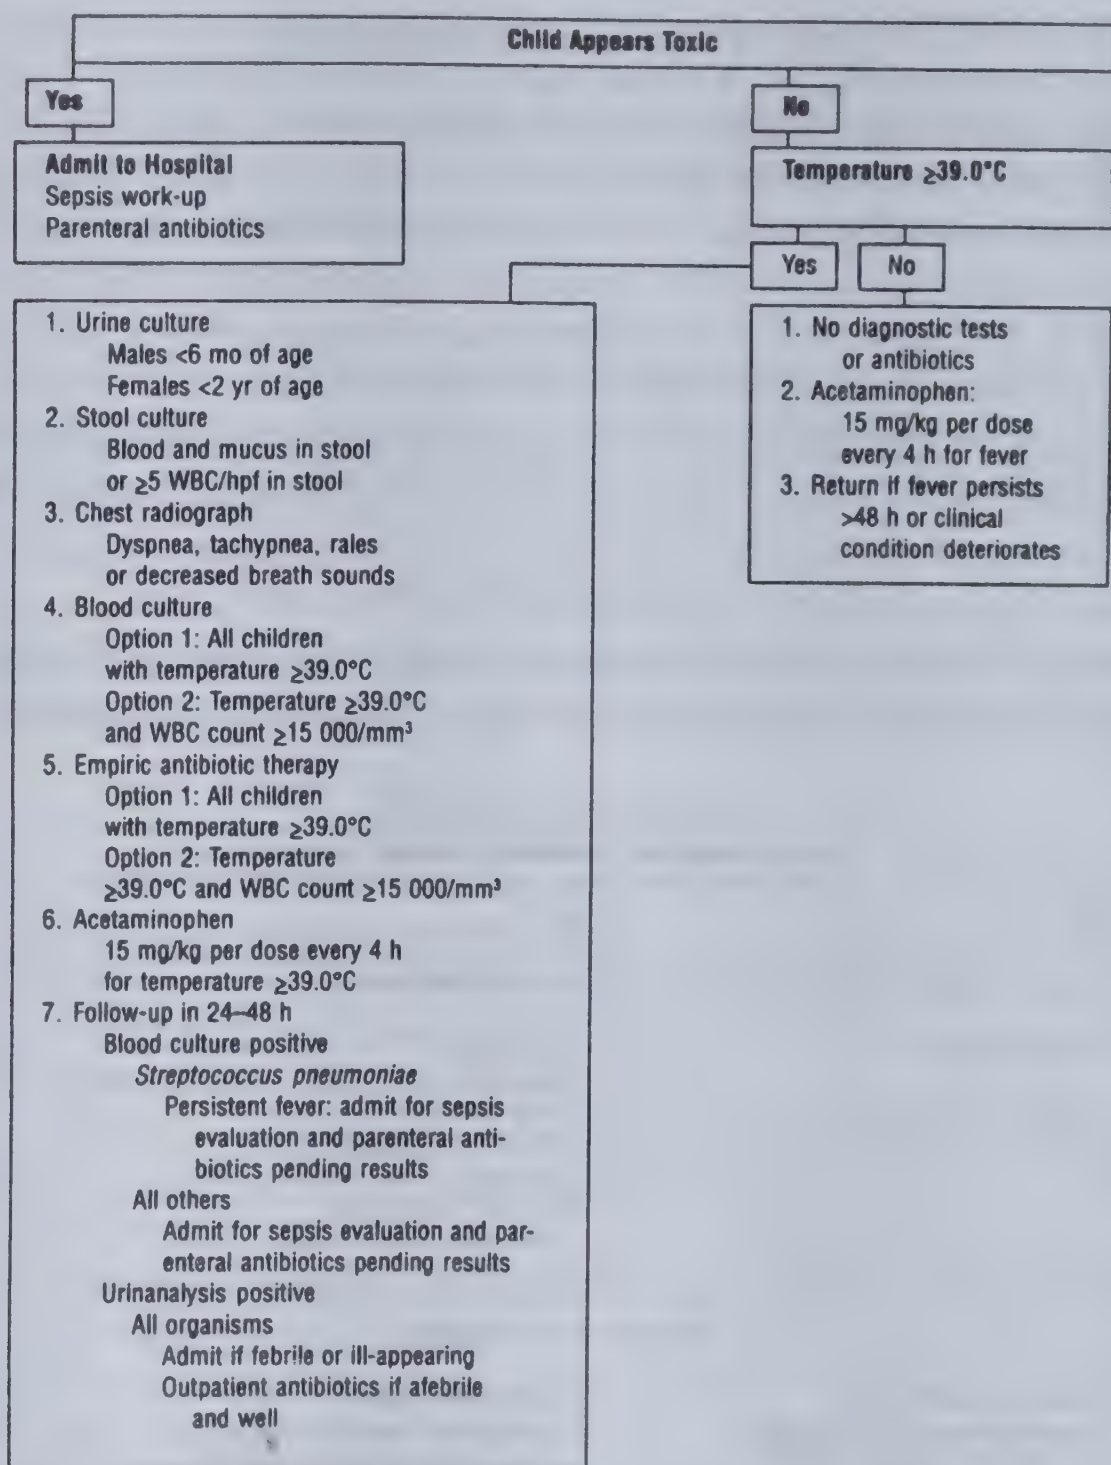 Child Appears Toxic
Yes
No
Admit to Hospital
Sepsis work-up
Parenteral antibiotics
Temperature ≥39.0°C
Yes
No
1. Urine culture
Males <6 mo of age
Females <2 yr of age
2. Stool culture
Blood and mucus in stool
or ≥5 WBC/hpf in stool
3. Chest radiograph
Dyspnea, tachypnea, rales
or decreased breath sounds
4. Blood culture
Option 1: All children
with temperature ≥39.0°C
Option 2: Temperature ≥39.0°C
and WBC count ≥15 000/mm³
5. Empiric antibiotic therapy
Option 1: All children
with temperature ≥39.0°C
Option 2: Temperature
≥39.0°C and WBC count ≥15 000/mm³
6. Acetaminophen
15 mg/kg per dose every 4 h
for temperature ≥39.0°C
7. Follow-up in 24–48 h
Blood culture positive
Streptococcus pneumoniae
Persistent fever: admit for sepsis
evaluation and parenteral anti-
biotics pending results
All others
Admit for sepsis evaluation and par-
enteral antibiotics pending results
Urinanalysis positive
All organisms
Admit if febrile or ill-appearing
Outpatient antibiotics if afebrile
and well
1. No diagnostic tests
or antibiotics
2. Acetaminophen:
15 mg/kg per dose
every 4 h for fever
3. Return if fever persists
>48 h or clinical
condition deteriorates